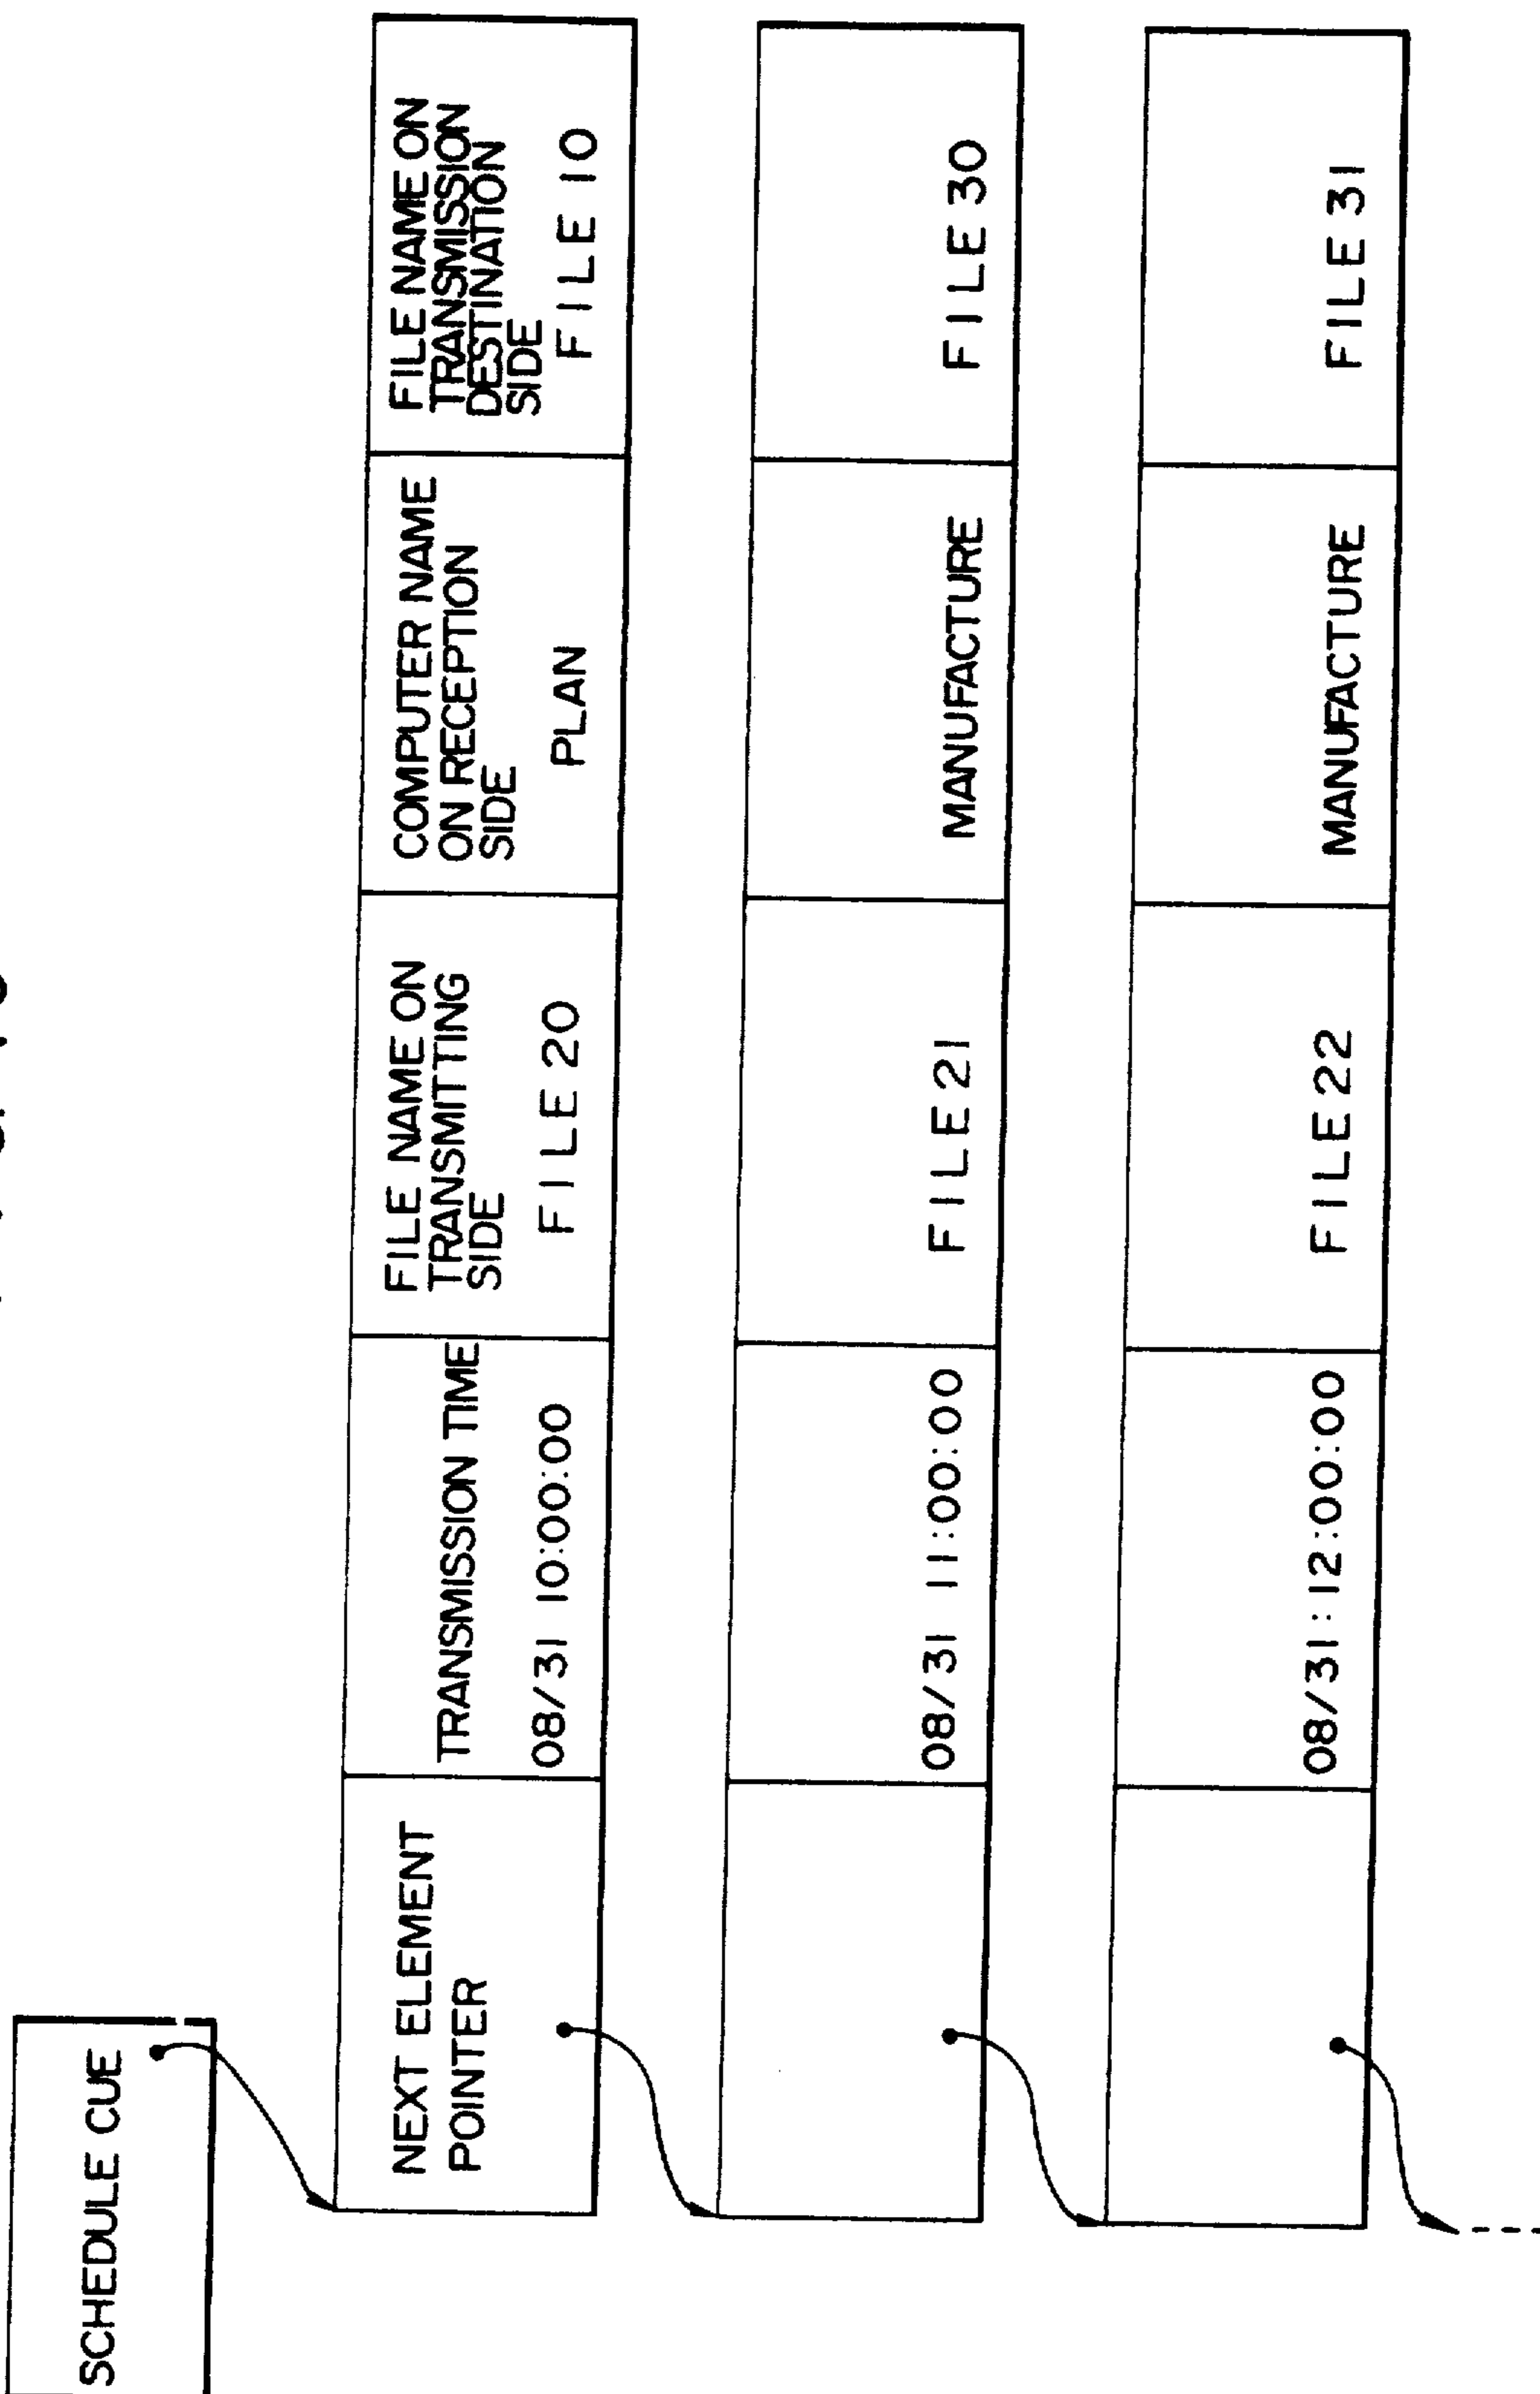 SCHEDULE CUE
NEXT ELEMENT
POINTER
TRANSMISSION TIME
08/31 10:00:00
FILE NAME ON
TRANSMITTING
SIDE
FILE 20
COMPUTER NAME
ON RECEPTION
SIDE
PLAN
FILE NAME ON
TRANSMISSION
DESTINATION
SIDE
FILE 10
08/31 11:00:00
FILE 21
MANUFACTURE
FILE 30
08/31:12:00:00
FILE 22
MANUFACTURE
FILE 31